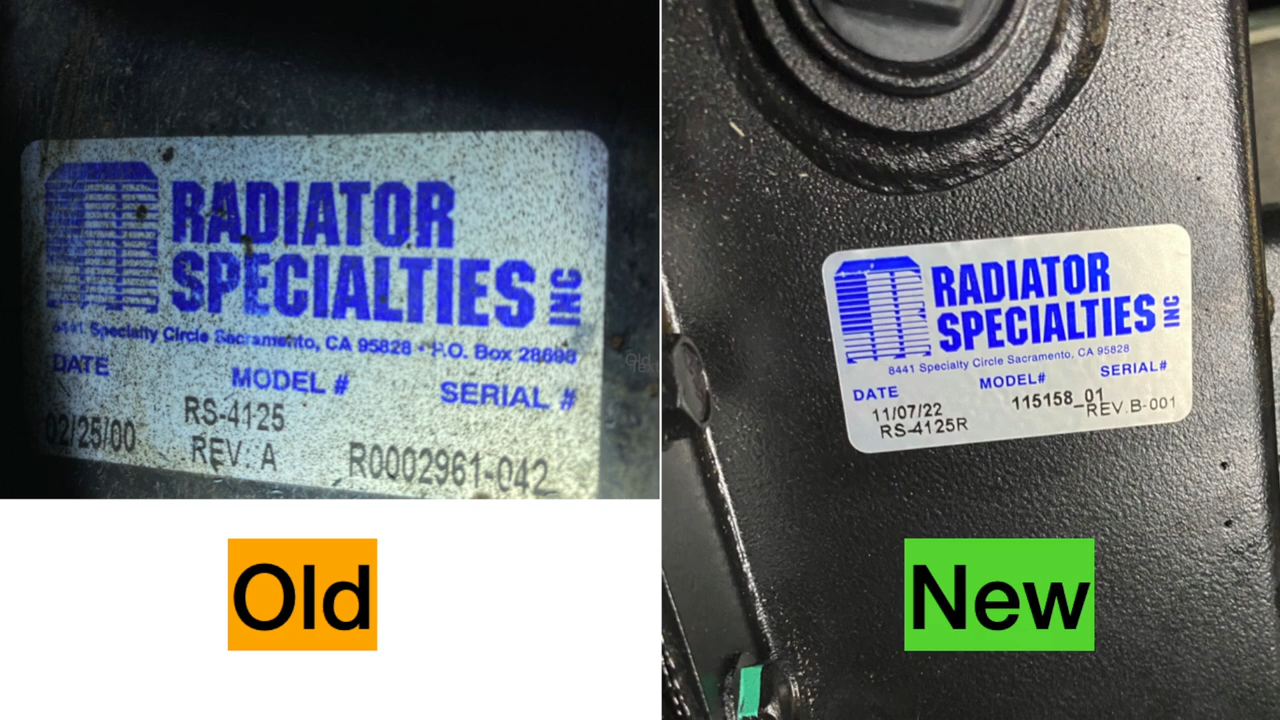 RADIATOR
SPECIALTIES INC
8441 Specialty Circle Sacramento, CA 95828 • P.O. Box 28698
DATE MODEL # SERIAL #
02/25/00 RS-4125 R0002961-042
REV: A
Old
RADIATOR
SPECIALTIES INC
8441 Specialty Circle Sacramento, CA 95828
DATE MODEL# SERIAL#
11/07/22 115158_01
RS-4125R REV.B-001
New